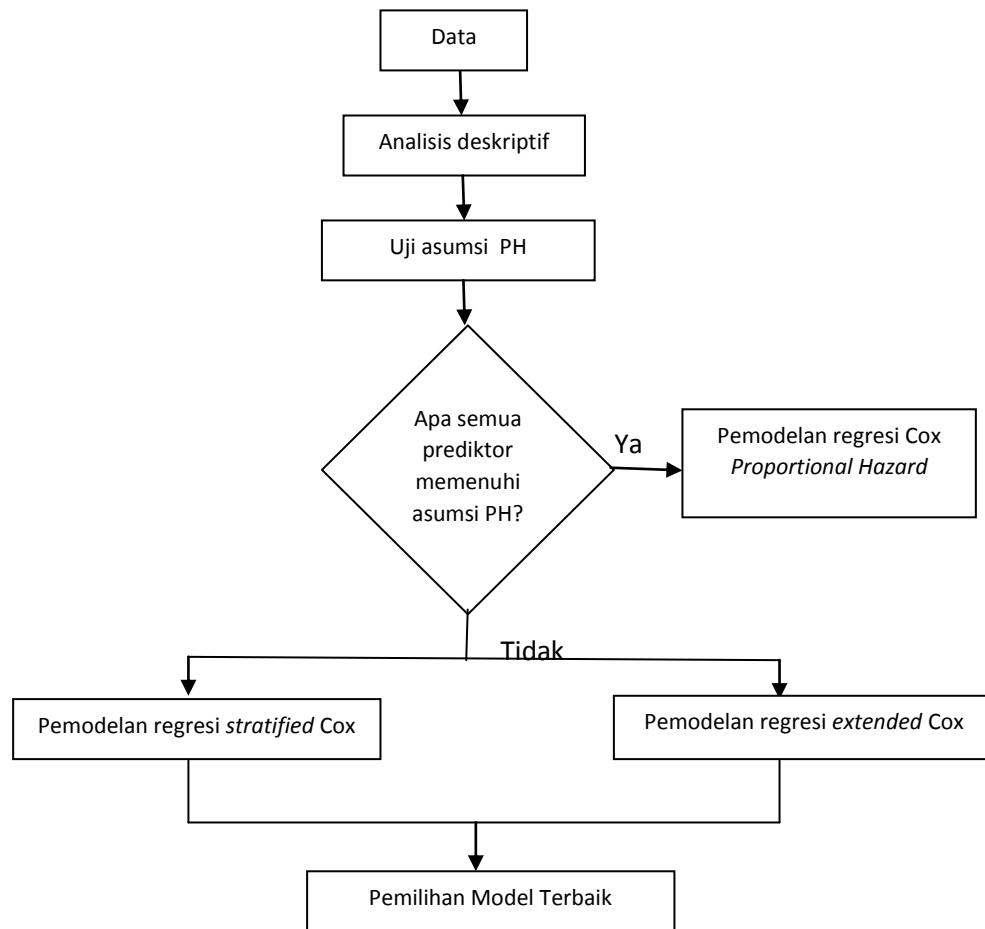 Data
Analisis deskriptif
Uji asumsi PH
Apa semua
prediktor
memenuhi
asumsi PH?
Ya
Pemodelan regresi Cox
Proportional Hazard
Tidak
Pemodelan regresi stratified Cox
Pemodelan regresi extended Cox
Pemilihan Model Terbaik